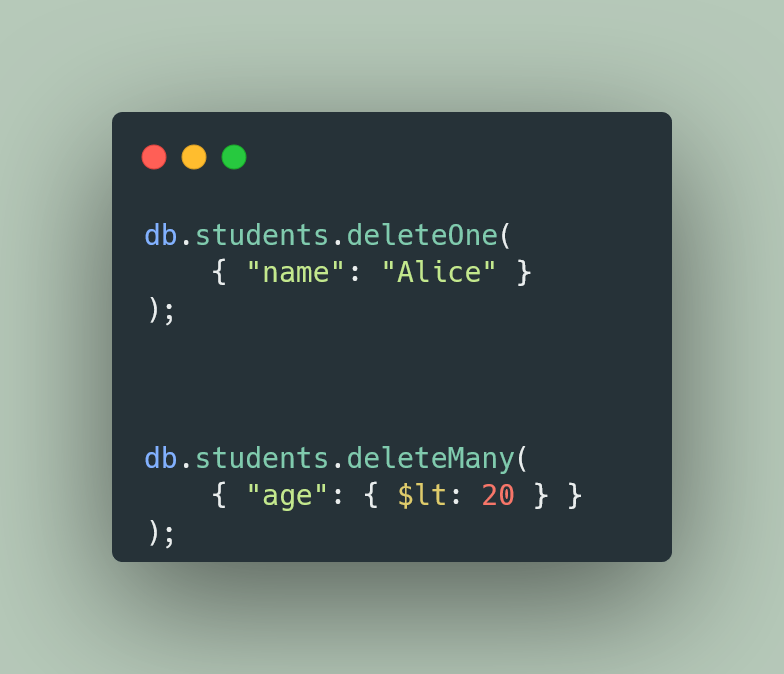 db.students.deleteOne(
    { "name": "Alice" }
);
db.students.deleteMany(
    { "age": { $lt: 20 } }
);